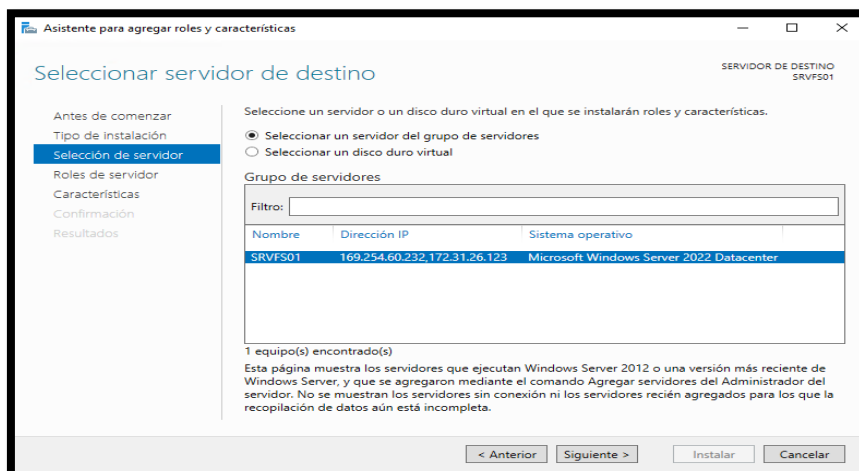 Asistente para agregar roles y características
Seleccionar servidor de destino
SERVIDOR DE DESTINO
SRVFS01
Antes de comenzar
Tipo de instalación
Selección de servidor
Roles de servidor
Características
Confirmación
Resultados
Seleccione un servidor o un disco duro virtual en el que se instalarán roles y características.
Seleccionar un servidor del grupo de servidores
Seleccionar un disco duro virtual
Grupo de servidores
Filtro:
Nombre Dirección IP Sistema operativo
SRVFS01 169.254.60.232,172.31.26.123 Microsoft Windows Server 2022 Datacenter
1 equipo(s) encontrado(s)
Esta página muestra los servidores que ejecutan Windows Server 2012 o una versión más reciente de
Windows Server, y que se agregaron mediante el comando Agregar servidores del Administrador del
servidor. No se muestran los servidores sin conexión ni los servidores recién agregados para los que la
recopilación de datos aún está incompleta.
< Anterior Siguiente > Instalar Cancelar